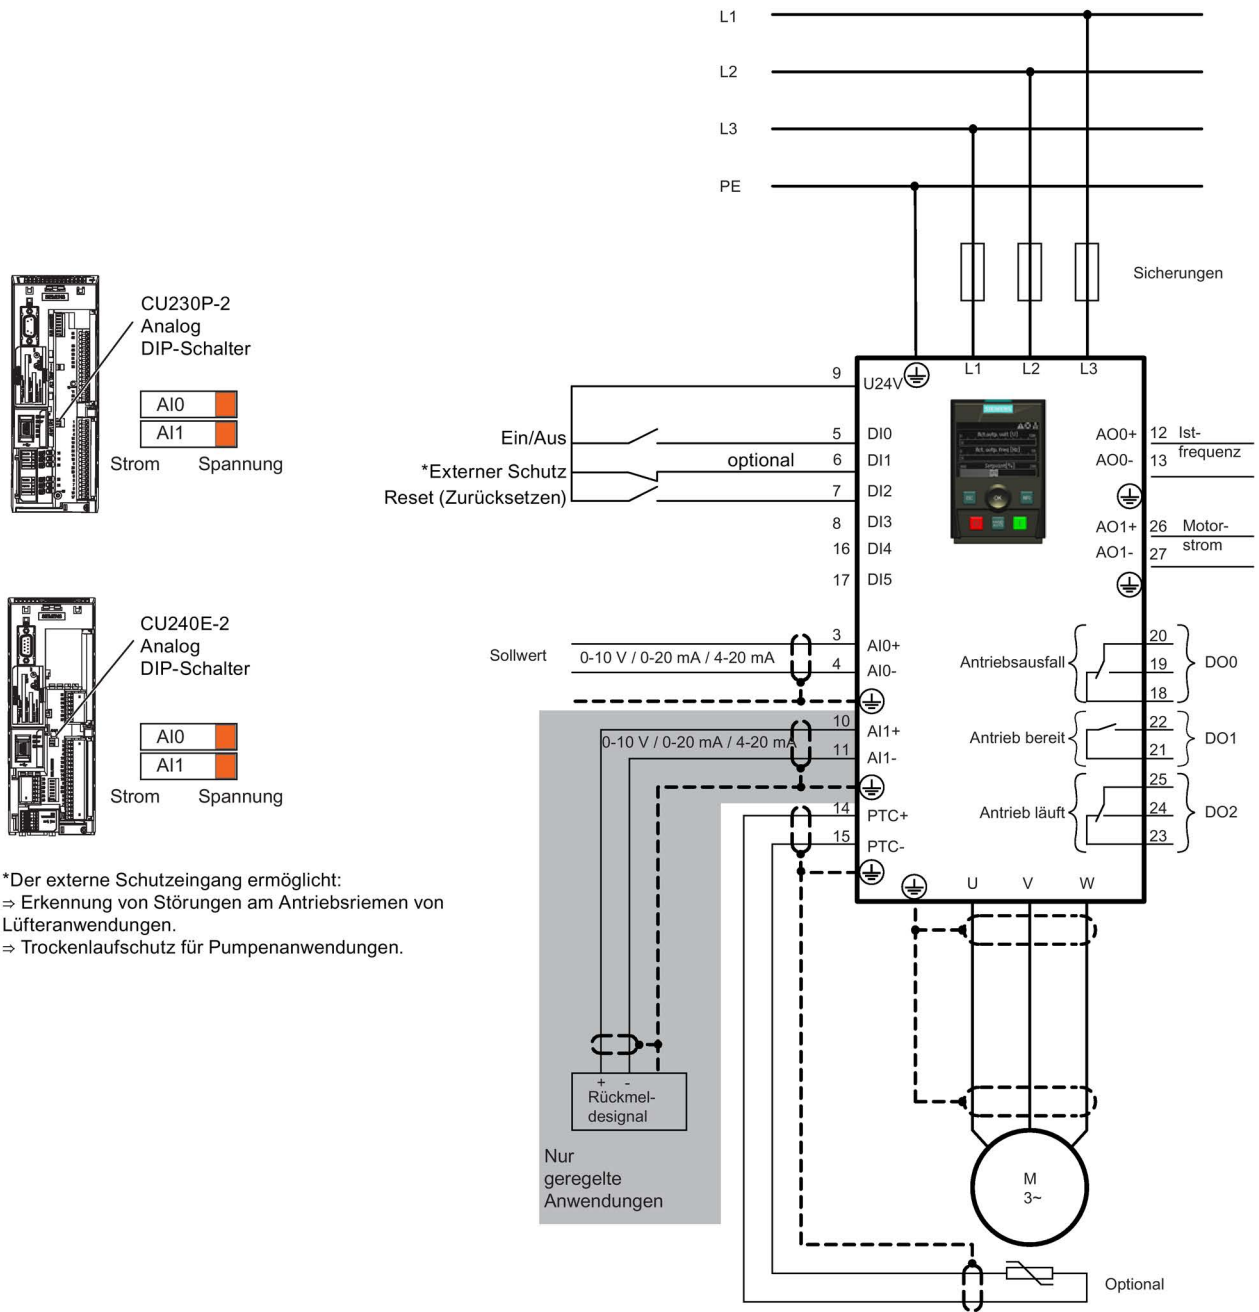 L1
L2
L3
PE
Sicherungen
CU230P-2
Analog
DIP-Schalter
AI0
AI1
Strom Spannung
CU240E-2
Analog
DIP-Schalter
AI0
AI1
Strom Spannung
*Der externe Schutzeingang ermöglicht:
⇒ Erkennung von Störungen am Antriebsriemen von
Lüfteranwendungen.
⇒ Trockenlaufschutz für Pumpenanwendungen.
L1 L2 L3
9 U24V
Ein/Aus 5 DI0
*Externer Schutz optional 6 DI1
Reset (Zurücksetzen) 7 DI2
8 DI3
16 DI4
17 DI5
Sollwert 0-10 V / 0-20 mA / 4-20 mA
3 AI0+
4 AI0-
10 AI1+
0-10 V / 0-20 mA / 4-20 mA
11 AI1-
14 PTC+
15 PTC-
SIEMENS
OK
AO0+ 12 Ist-
frequenz
AO0- 13
AO1+ 26 Motor-
strom
AO1- 27
Antriebsausfall 20 19 18 DO0
Antrieb bereit 22 21 DO1
Antrieb läuft 25 24 23 DO2
U V W
+ -
Rückmel-
designal
Nur
geregelte
Anwendungen
M
3~
Optional